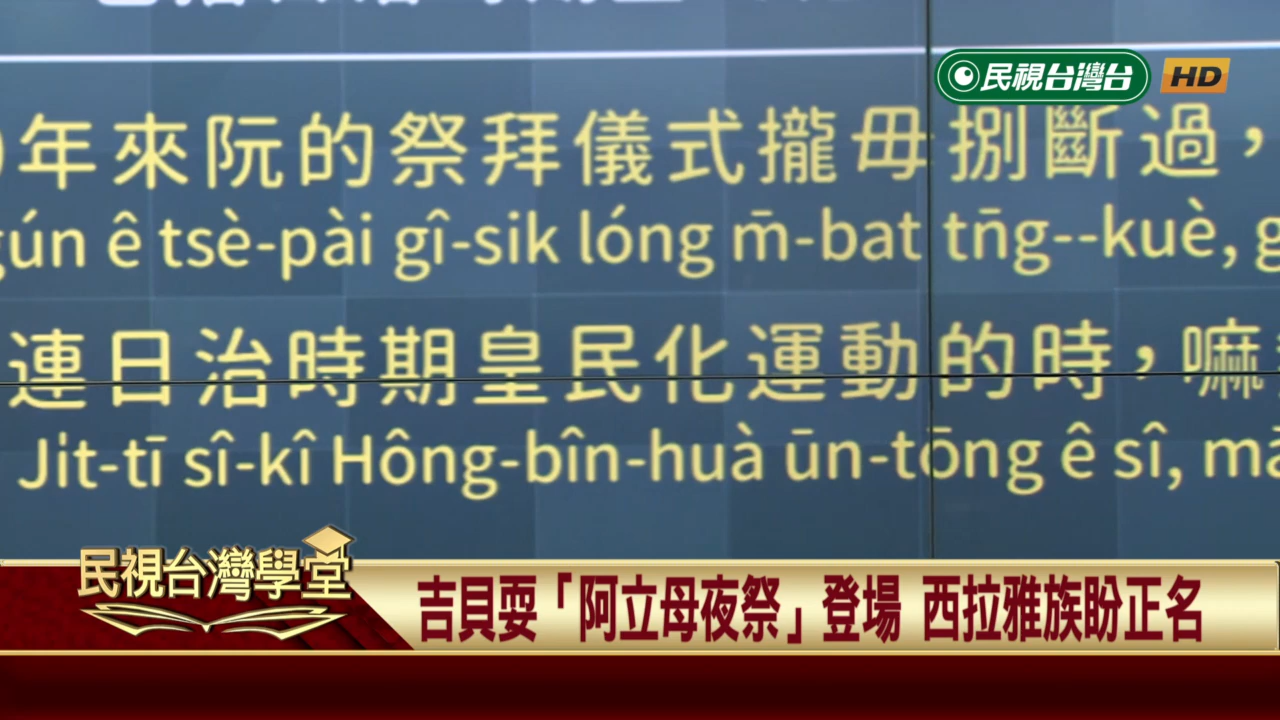 民視台灣台 HD
年來阮的祭拜儀式攏毋捌斷過，
gún ê tsè-pài gî-sik lóng m̄-bat tn̄g--kuè,
連日治時期皇民化運動的時，嘛
Jit-tī sî-kî Hông-bîn-huà ūn-tōng ê sî, mā
民視台灣學堂
吉貝耍「阿立母夜祭」登場 西拉雅族盼正名